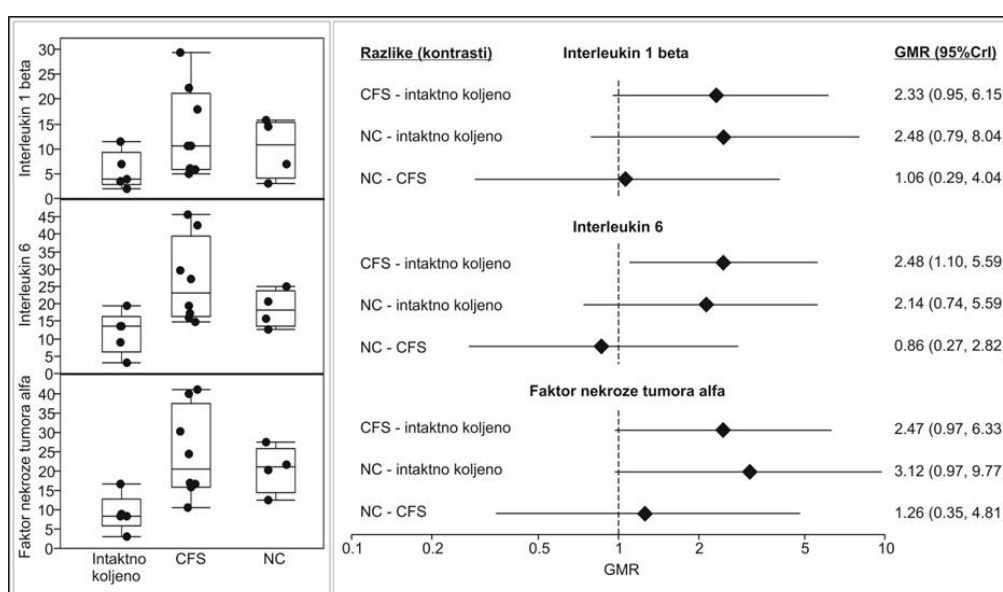 Interleukin 1 beta
30
25
20
15
10
5
0
Interleukin 6
45
40
35
30
25
20
15
10
5
0
Faktor nekroze tumora alfa
40
35
30
25
20
15
10
5
0
Intaktno koljeno
CFS
NC
Razlike (kontrasti)
Interleukin 1 beta
GMR (95%CrI)
CFS - intaktno koljeno
2.33 (0.95, 6.15)
NC - intaktno koljeno
2.48 (0.79, 8.04)
NC - CFS
1.06 (0.29, 4.04)
Interleukin 6
CFS - intaktno koljeno
2.48 (1.10, 5.59)
NC - intaktno koljeno
2.14 (0.74, 5.59)
NC - CFS
0.86 (0.27, 2.82)
Faktor nekroze tumora alfa
CFS - intaktno koljeno
2.47 (0.97, 6.33)
NC - intaktno koljeno
3.12 (0.97, 9.77)
NC - CFS
1.26 (0.35, 4.81)
0.1 0.2 0.5 1 2 5 10
GMR